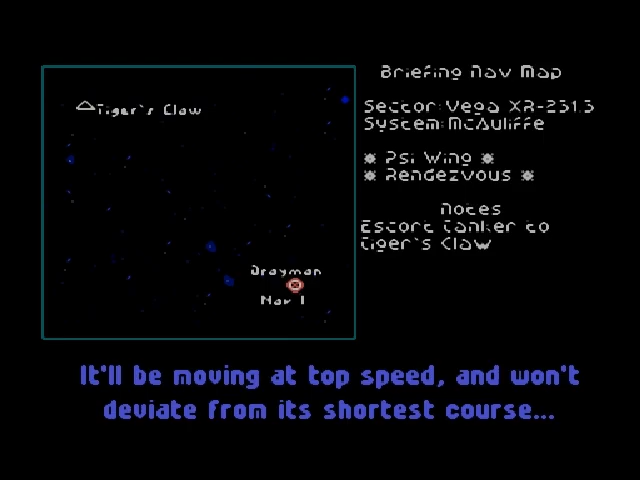 Briefing Nav Map
Tiger's Claw
Sector:Vega XR-2313
System:McAuliffe
Psi Wing
Rendezvous
Notes
Escort tanker to
Tiger's Claw
Drayman
Nav 1
It'll be moving at top speed, and won't
deviate from its shortest course...